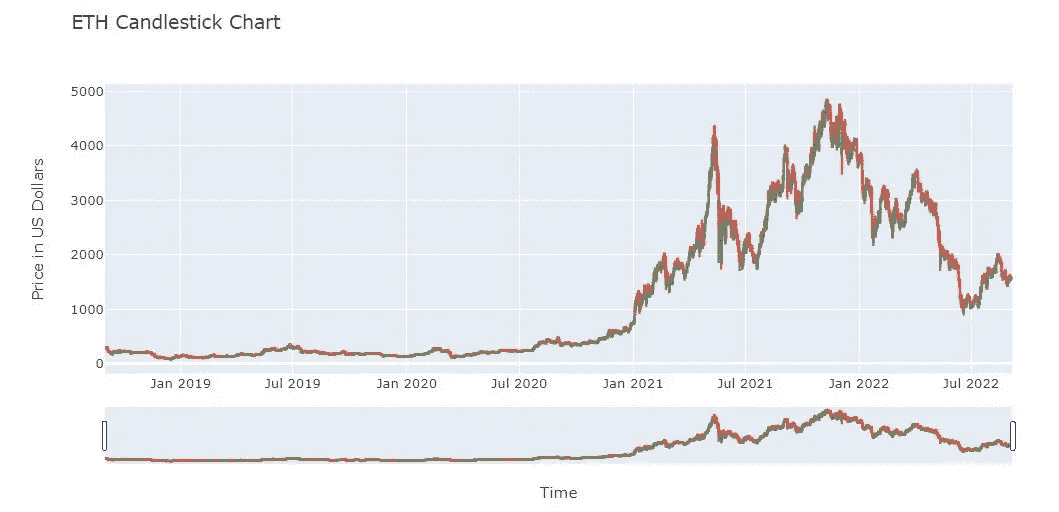 ETH Candlestick Chart
5000
4000
3000
2000
1000
0
Price in US Dollars
Jan 2019 Jul 2019 Jan 2020 Jul 2020 Jan 2021 Jul 2021 Jan 2022 Jul 2022
Time